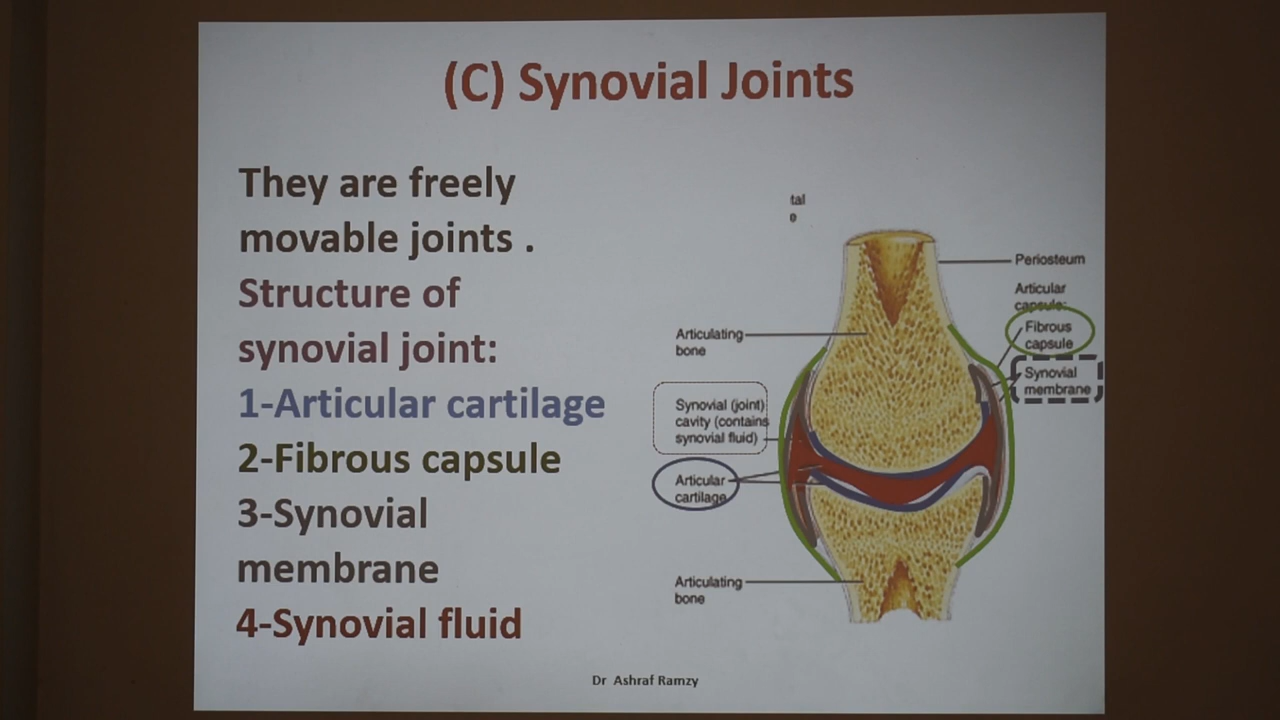 (C) Synovial Joints
They are freely
movable joints .
Structure of
synovial joint:
1-Articular cartilage
2-Fibrous capsule
3-Synovial
membrane
4-Synovial fluid
tal
e
Periosteum
Articular
capsule:
Fibrous
capsule
Synovial
membrane
Articulating
bone
Synovial (joint)
cavity (contains
synovial fluid)
Articular
cartilage
Articulating
bone
Dr Ashraf Ramzy